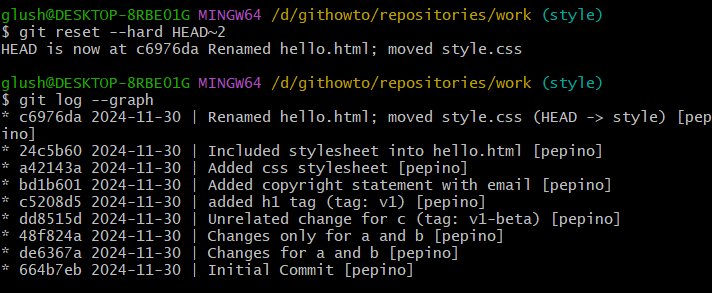 glush@DESKTOP-8RBEO1G MINGW64 /d/githowto/repositories/work (style)
$ git reset --hard HEAD~2
HEAD is now at c6976da Renamed hello.html; moved style.css
glush@DESKTOP-8RBEO1G MINGW64 /d/githowto/repositories/work (style)
$ git log --graph
* c6976da 2024-11-30 | Renamed hello.html; moved style.css (HEAD -> style) [pep
ino]
* 24c5b60 2024-11-30 | Included stylesheet into hello.html [pepino]
* a42143a 2024-11-30 | Added css stylesheet [pepino]
* bd1b601 2024-11-30 | Added copyright statement with email [pepino]
* c5208d5 2024-11-30 | added h1 tag (tag: v1) [pepino]
* dd8515d 2024-11-30 | Unrelated change for c (tag: v1-beta) [pepino]
* 48f824a 2024-11-30 | Changes only for a and b [pepino]
* de6367a 2024-11-30 | Changes for a and b [pepino]
* 664b7eb 2024-11-30 | Initial Commit [pepino]